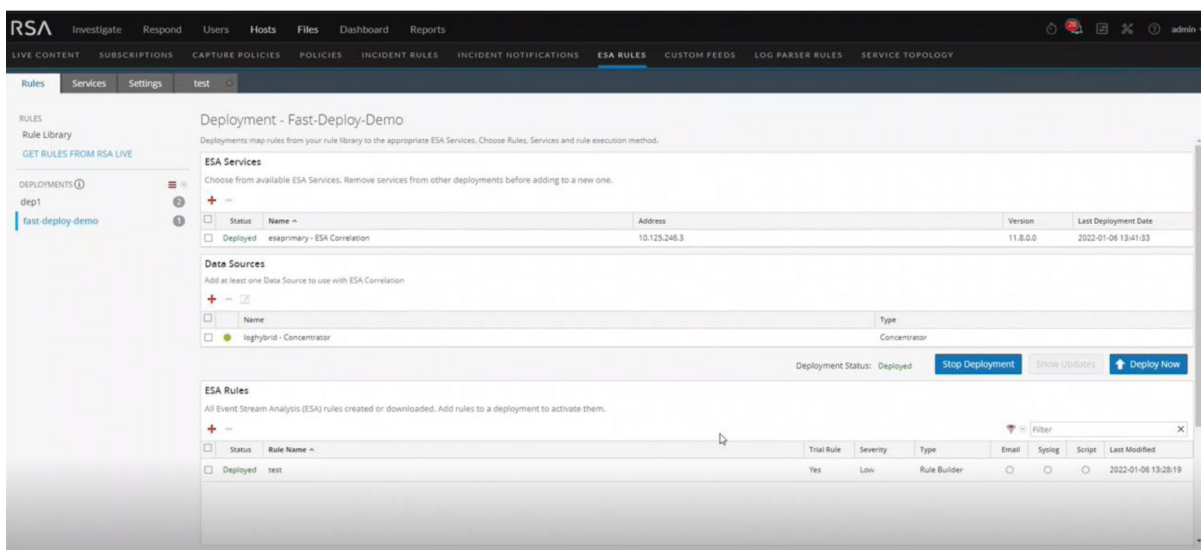 RSA Investigate Respond Users Hosts Files Dashboard Reports 20 admin
LIVE CONTENT SUBSCRIPTIONS CAPTURE POLICIES POLICIES INCIDENT RULES INCIDENT NOTIFICATIONS ESA RULES CUSTOM FEEDS LOG PARSER RULES SERVICE TOPOLOGY
Rules Services Settings test
RULES
Rule Library
GET RULES FROM RSA LIVE
DEPLOYMENTS
dep1 2
fast-deploy-demo 1
Deployment - Fast-Deploy-Demo
Deployments map rules from your rule library to the appropriate ESA Services. Choose Rules, Services and rule execution method.
ESA Services
Choose from available ESA Services. Remove services from other deployments before adding to a new one.
Status Name Address Version Last Deployment Date
Deployed esaprimary - ESA Correlation 10.125.246.3 11.8.0.0 2022-01-06 13:41:33
Data Sources
Add at least one Data Source to use with ESA Correlation
Name Type
loghybrid - Concentrator Concentrator
Deployment Status: Deployed Stop Deployment Show Updates Deploy Now
ESA Rules
All Event Stream Analysis (ESA) rules created or downloaded. Add rules to a deployment to activate them.
Filter
Status Rule Name Trial Rule Severity Type Email Syslog Script Last Modified
Deployed test Yes Low Rule Builder 2022-01-06 13:28:19